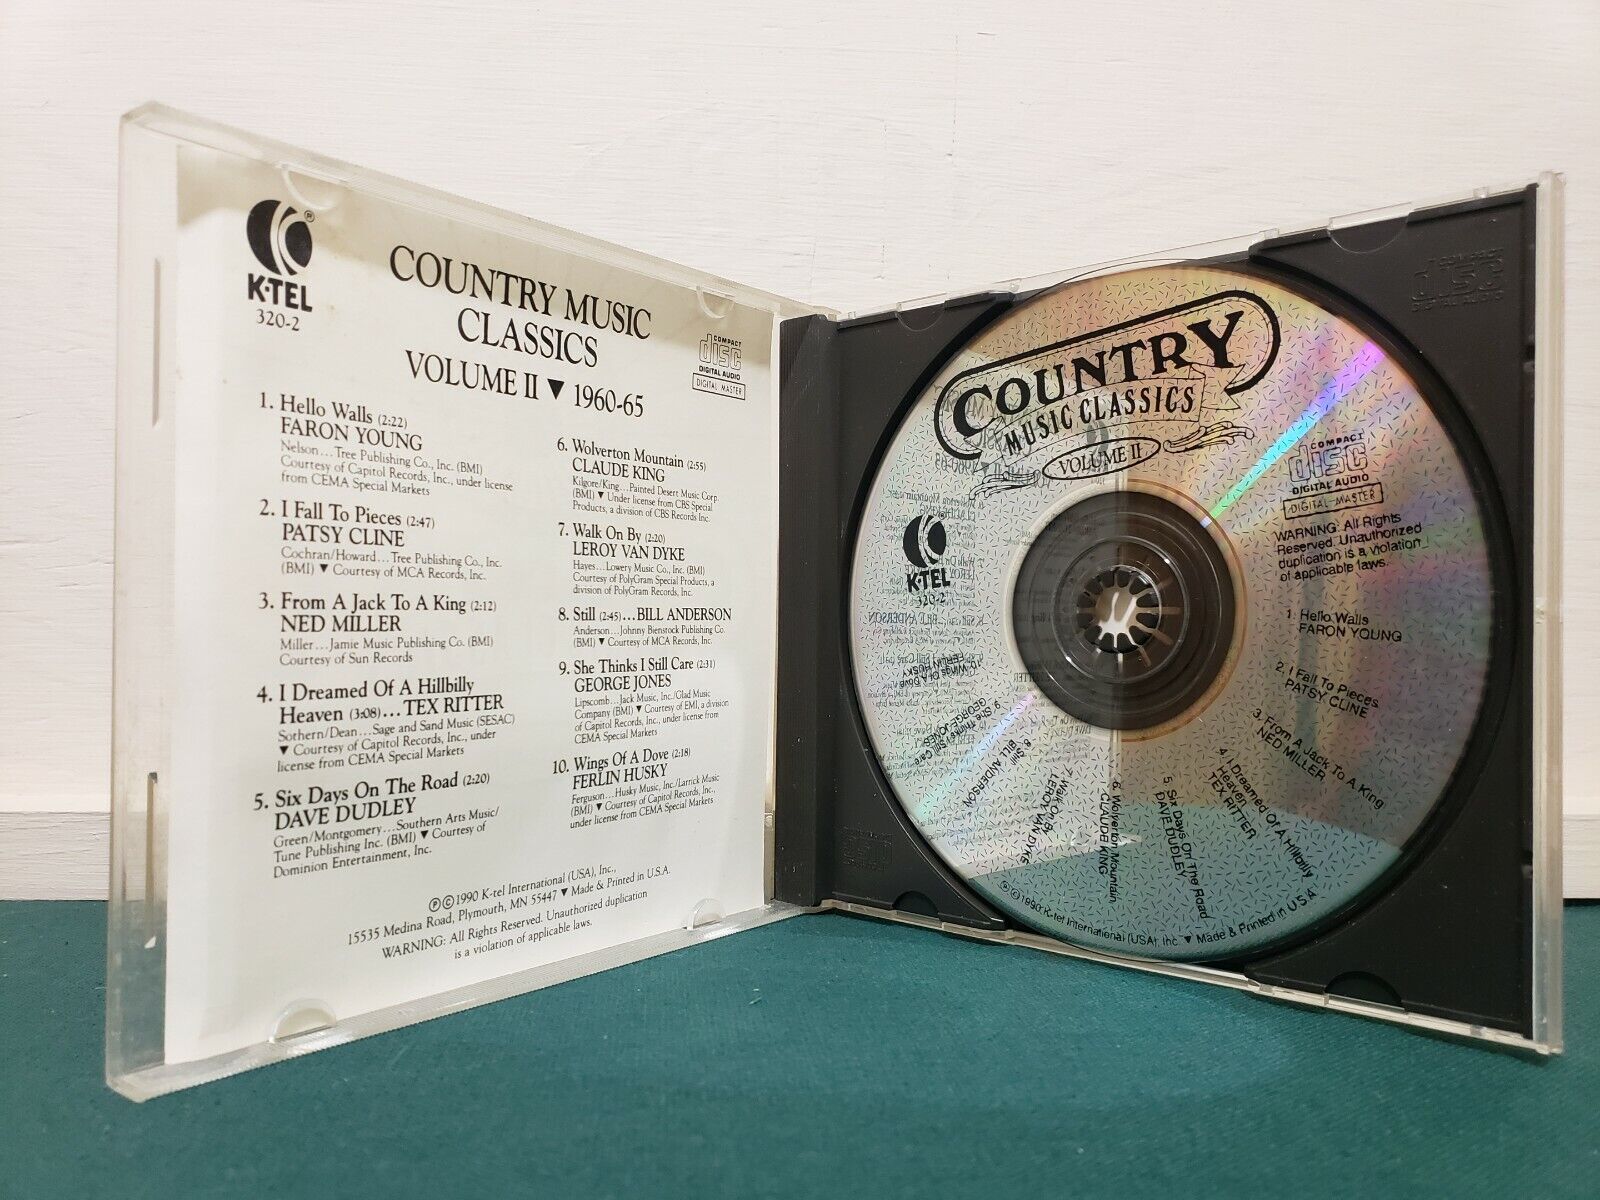 K·TEL ®
320-2
COUNTRY MUSIC
CLASSICS
VOLUME II ▼ 1960-65
COMPACT
disc
DIGITAL AUDIO
DIGITAL MASTER
1. Hello Walls (2:22)
FARON YOUNG
Nelson…Tree Publishing Co., Inc. (BMI)
Courtesy of Capitol Records, Inc., under license
from CEMA Special Markets
2. I Fall To Pieces (2:47)
PATSY CLINE
Cochran/Howard…Tree Publishing Co., Inc.
(BMI) ▼ Courtesy of MCA Records, Inc.
3. From A Jack To A King (2:12)
NED MILLER
Miller…Jamie Music Publishing Co. (BMI)
Courtesy of Sun Records
4. I Dreamed Of A Hillbilly
Heaven (3:08)…TEX RITTER
Sothern/Dean…Sage and Sand Music (SESAC)
▼ Courtesy of Capitol Records, Inc., under
license from CEMA Special Markets
5. Six Days On The Road (2:20)
DAVE DUDLEY
Green/Montgomery…Southern Arts Music/
Tune Publishing Inc. (BMI) ▼ Courtesy of
Dominion Entertainment, Inc.
6. Wolverton Mountain (2:55)
CLAUDE KING
Kilgore/King…Painted Desert Music Corp.
(BMI) ▼ Under license from CBS Special
Products, a division of CBS Records Inc.
7. Walk On By (2:20)
LEROY VAN DYKE
Hayes…Lowery Music Co., Inc. (BMI)
Courtesy of PolyGram Special Products, a
division of PolyGram Records, Inc.
8. Still (2:45)…BILL ANDERSON
Anderson…Johnny Bienstock Publishing Co.
(BMI) ▼ Courtesy of MCA Records, Inc.
9. She Thinks I Still Care (2:31)
GEORGE JONES
Lipscomb…Jack Music, Inc./Glad Music
Company (BMI) ▼ Courtesy of EMI, a division
of Capitol Records, Inc., under license from
CEMA Special Markets
10. Wings Of A Dove (2:18)
FERLIN HUSKY
Ferguson…Husky Music, Inc./Larrick Music
(BMI) ▼ Courtesy of Capitol Records, Inc.,
under license from CEMA Special Markets
℗©1990 K-tel International (USA), Inc.,
15535 Medina Road, Plymouth, MN 55447 ▼ Made & Printed in U.S.A.
WARNING: All Rights Reserved. Unauthorized duplication
is a violation of applicable laws.
COUNTRY
MUSIC CLASSICS
VOLUME II
K·TEL
320-2
COMPACT
disc
DIGITAL AUDIO
DIGITAL MASTER
WARNING: All Rights
Reserved. Unauthorized
duplication is a violation
of applicable laws.
1. Hello Walls
FARON YOUNG
2. I Fall To Pieces
PATSY CLINE
3. From A Jack To A King
NED MILLER
4. I Dreamed Of A Hillbilly
Heaven
TEX RITTER
5. Six Days On The Road
DAVE DUDLEY
6. Wolverton Mountain
CLAUDE KING
7. Walk On By
LEROY VAN DYKE
8. Still
BILL ANDERSON
9. She Thinks I Still Care
GEORGE JONES
10. Wings Of A Dove
FERLIN HUSKY
℗©1990 K-tel International (USA), Inc. ▼ Made & Printed in U.S.A.
COMPACT
disc
DIGITAL AUDIO